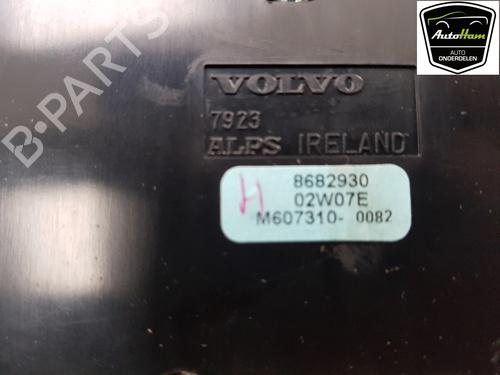 AutoHam
AUTO
ONDERDELEN
B-PARTS
VOLVO
7923
ALPS IRELAND
H
8682930
02W07E
M607310- 0082